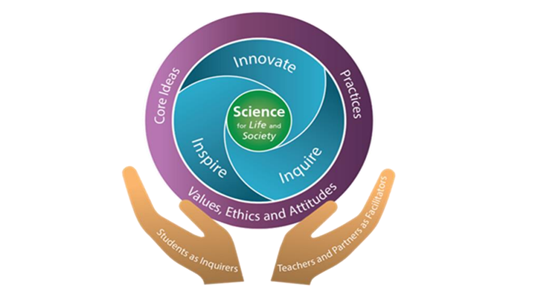 Innovate
Core Ideas
Practices
Science
for Life and
Society
Inspire
Inquire
Values, Ethics and Attitudes
Students as Inquirers
Teachers and Partners as Facilitators